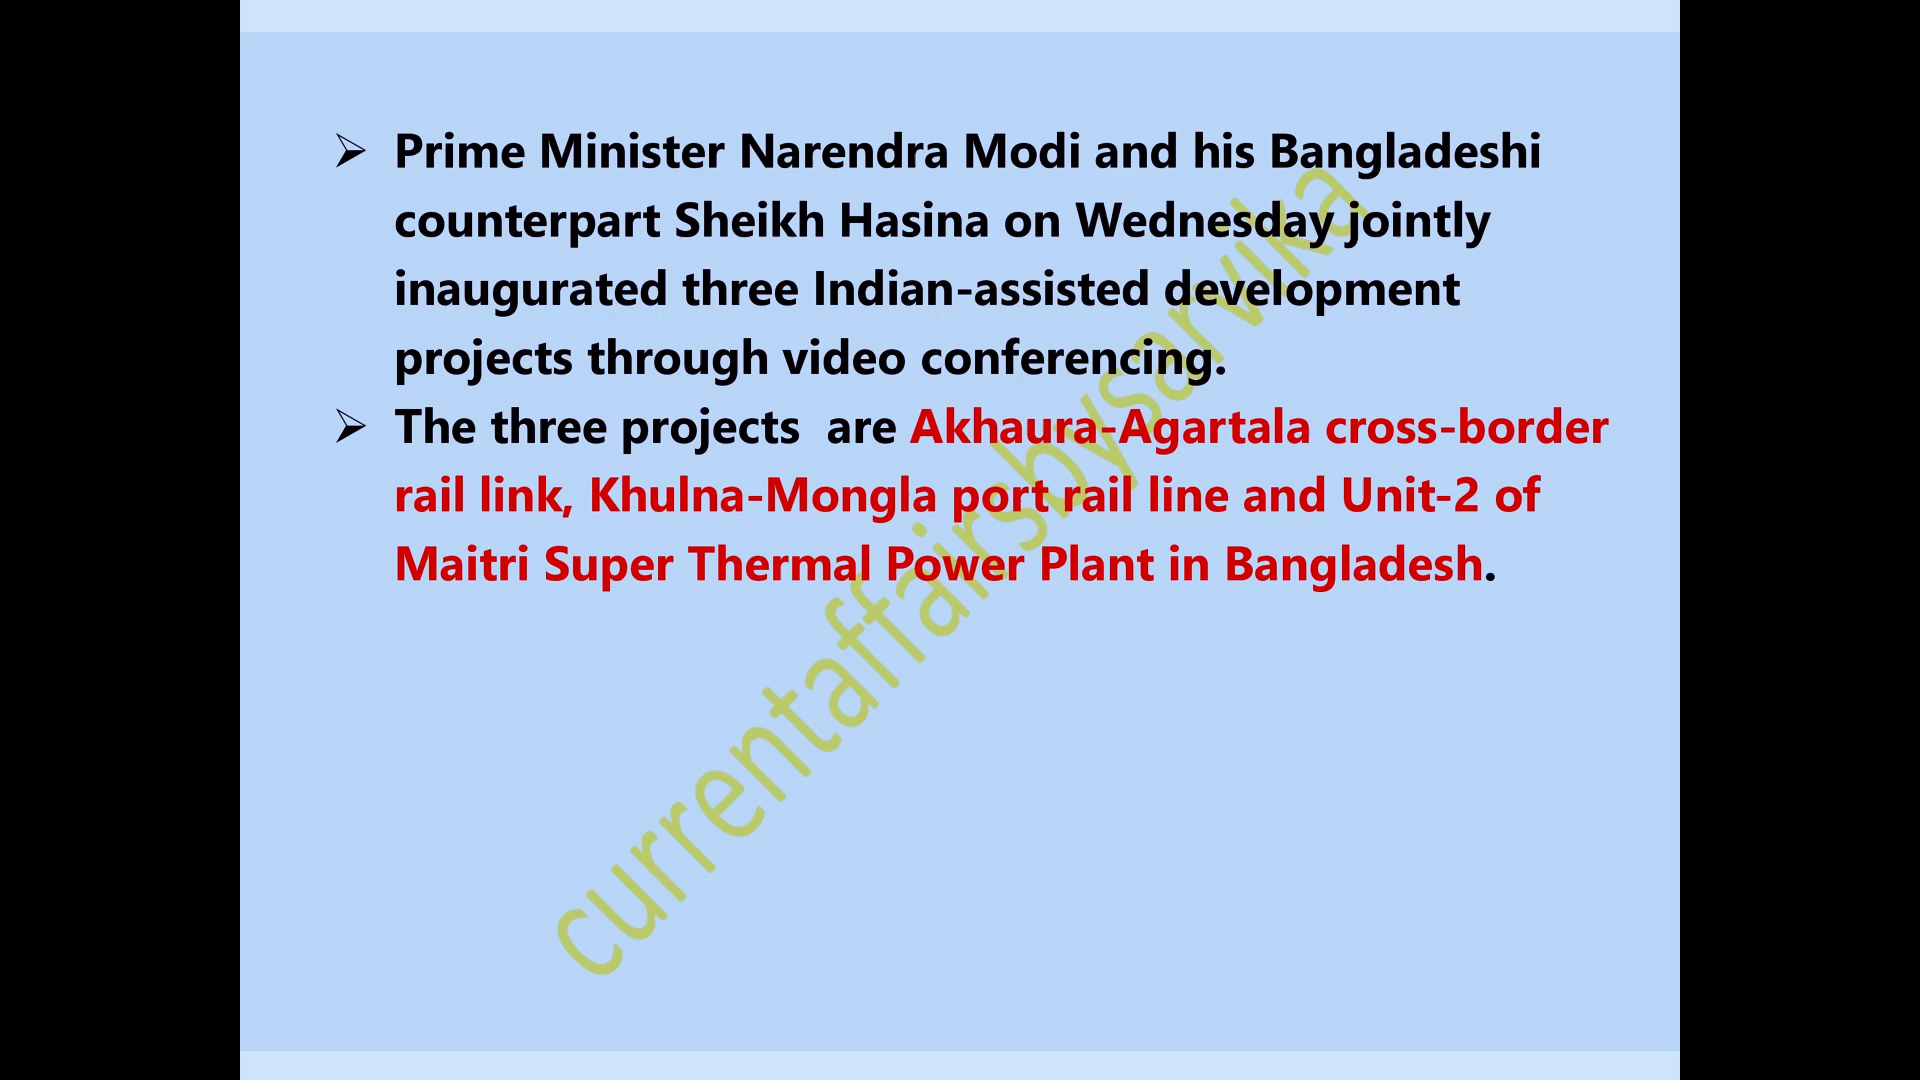 ➢ Prime Minister Narendra Modi and his Bangladeshi
counterpart Sheikh Hasina on Wednesday jointly
inaugurated three Indian-assisted development
projects through video conferencing.
➢ The three projects  are Akhaura-Agartala cross-border
rail link, Khulna-Mongla port rail line and Unit-2 of
Maitri Super Thermal Power Plant in Bangladesh.
currentaffairsbysarvika